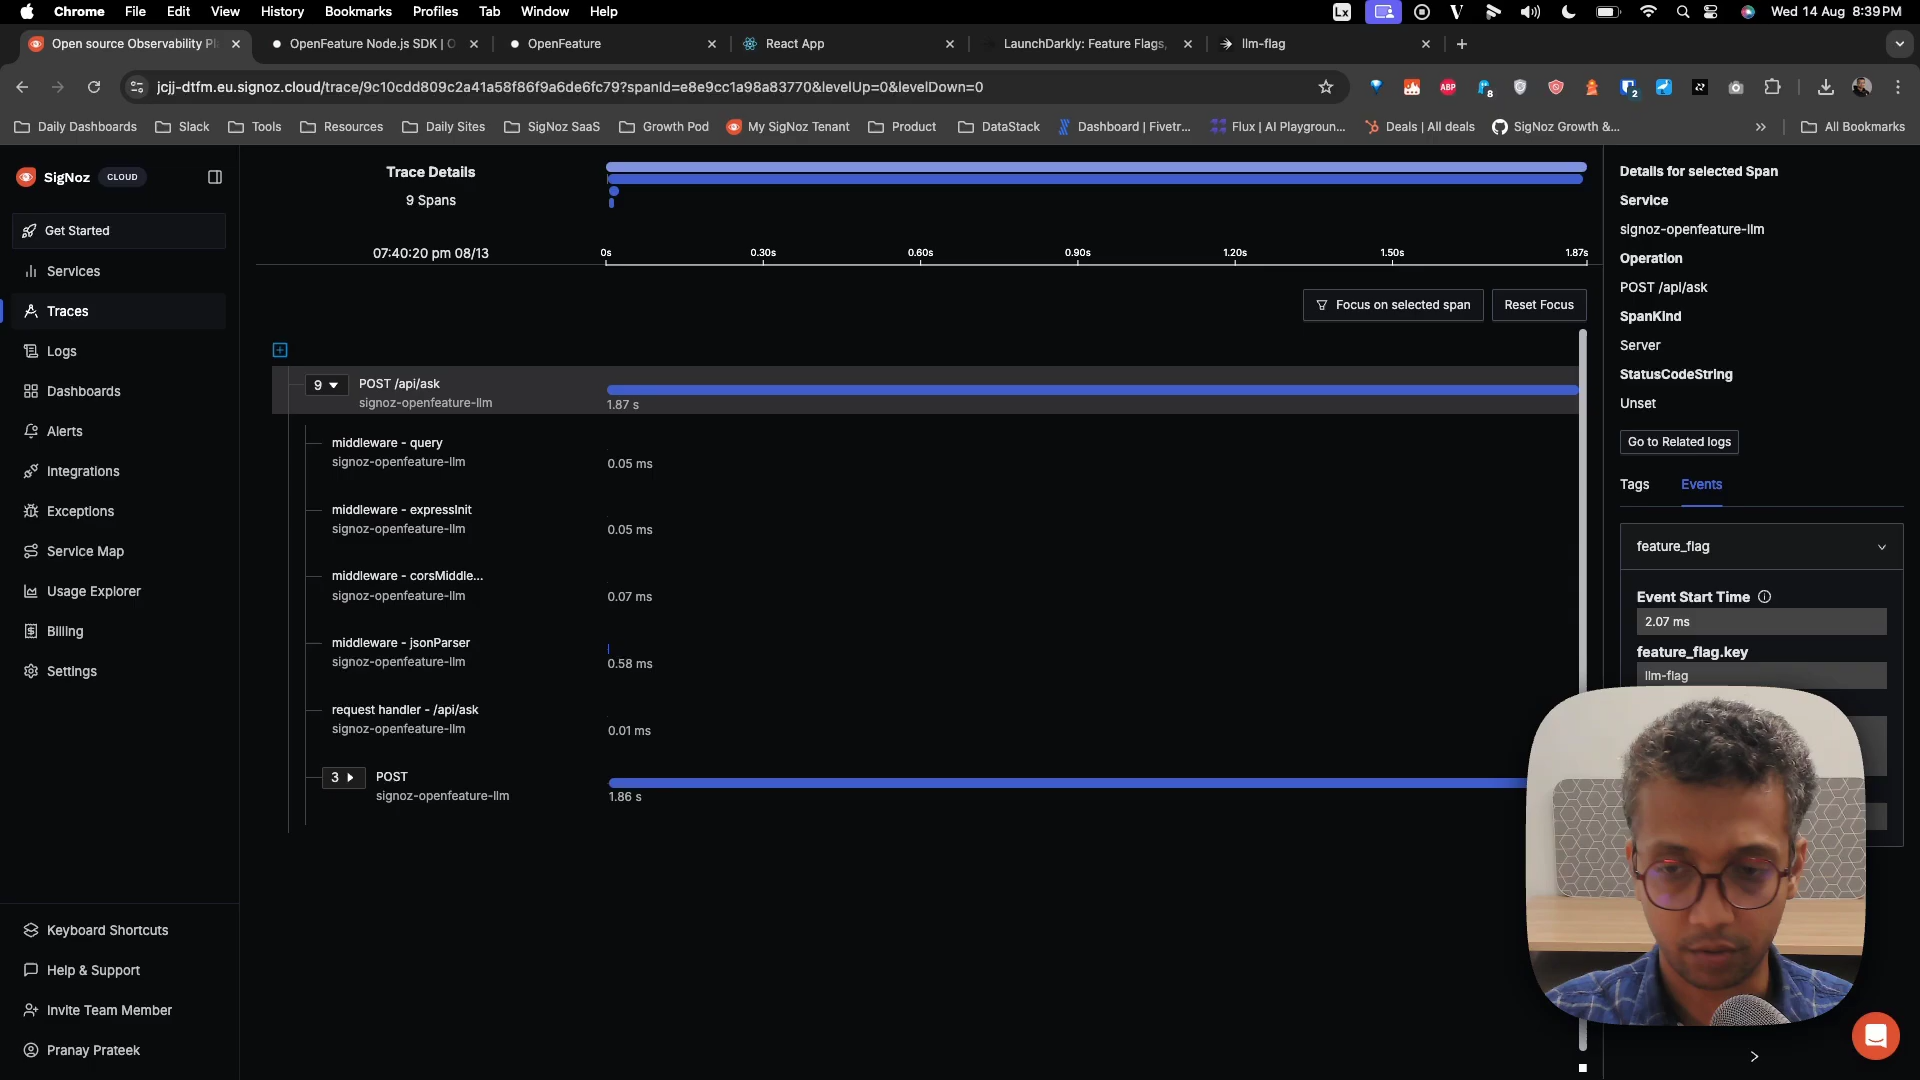 Chrome File Edit View History Bookmarks Profiles Tab Window Help Lx Wed 14 Aug 8:39 PM
Open source Observability Pl OpenFeature Node.js SDK | O OpenFeature React App LaunchDarkly: Feature Flags, llm-flag
jcjj-dtfm.eu.signoz.cloud/trace/9c10cdd809c2a41a58f86f9a6de6fc79?spanId=e8e9cc1a98a83770&levelUp=0&levelDown=0 ABP 8 2
Daily Dashboards Slack Tools Resources Daily Sites SigNoz SaaS Growth Pod My SigNoz Tenant Product DataStack Dashboard | Fivetr... Flux | AI Playgroun... Deals | All deals SigNoz Growth &... » All Bookmarks
SigNoz CLOUD
Get Started
Services
Traces
Logs
Dashboards
Alerts
Integrations
Exceptions
Service Map
Usage Explorer
Billing
Settings
Keyboard Shortcuts
Help & Support
Invite Team Member
Pranay Prateek
Trace Details
9 Spans
07:40:20 pm 08/13
0s 0.30s 0.60s 0.90s 1.20s 1.50s 1.87s
Focus on selected span Reset Focus
9 POST /api/ask
signoz-openfeature-llm
1.87 s
middleware - query
signoz-openfeature-llm
0.05 ms
middleware - expressInit
signoz-openfeature-llm
0.05 ms
middleware - corsMiddle...
signoz-openfeature-llm
0.07 ms
middleware - jsonParser
signoz-openfeature-llm
0.58 ms
request handler - /api/ask
signoz-openfeature-llm
0.01 ms
3 POST
signoz-openfeature-llm
1.86 s
Details for selected Span
Service
signoz-openfeature-llm
Operation
POST /api/ask
SpanKind
Server
StatusCodeString
Unset
Go to Related logs
Tags Events
feature_flag
Event Start Time
2.07 ms
feature_flag.key
llm-flag